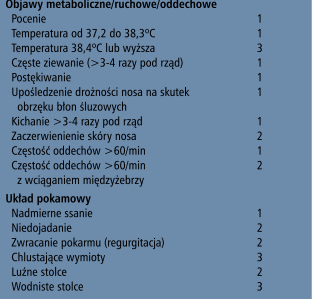 Objawy metaboliczne/ruchowe/oddechowe
Pocenie 1
Temperatura od 37,2 do 38,3ºC 1
Temperatura 38,4ºC lub wyższa 3
Częste ziewanie (>3-4 razy pod rząd) 1
Postękiwanie 1
Upośledzenie drożności nosa na skutek 1
obrzęku błon śluzowych
Kichanie >3-4 razy pod rząd 1
Zaczerwienienie skóry nosa 2
Częstość oddechów >60/min 1
Częstość oddechów >60/min 2
z wciąganiem międzyżebrzy
Układ pokamowy
Nadmierne ssanie 1
Niedojadanie 2
Zwracanie pokarmu (regurgitacja) 2
Chlustające wymioty 3
Luźne stolce 2
Wodniste stolce 3